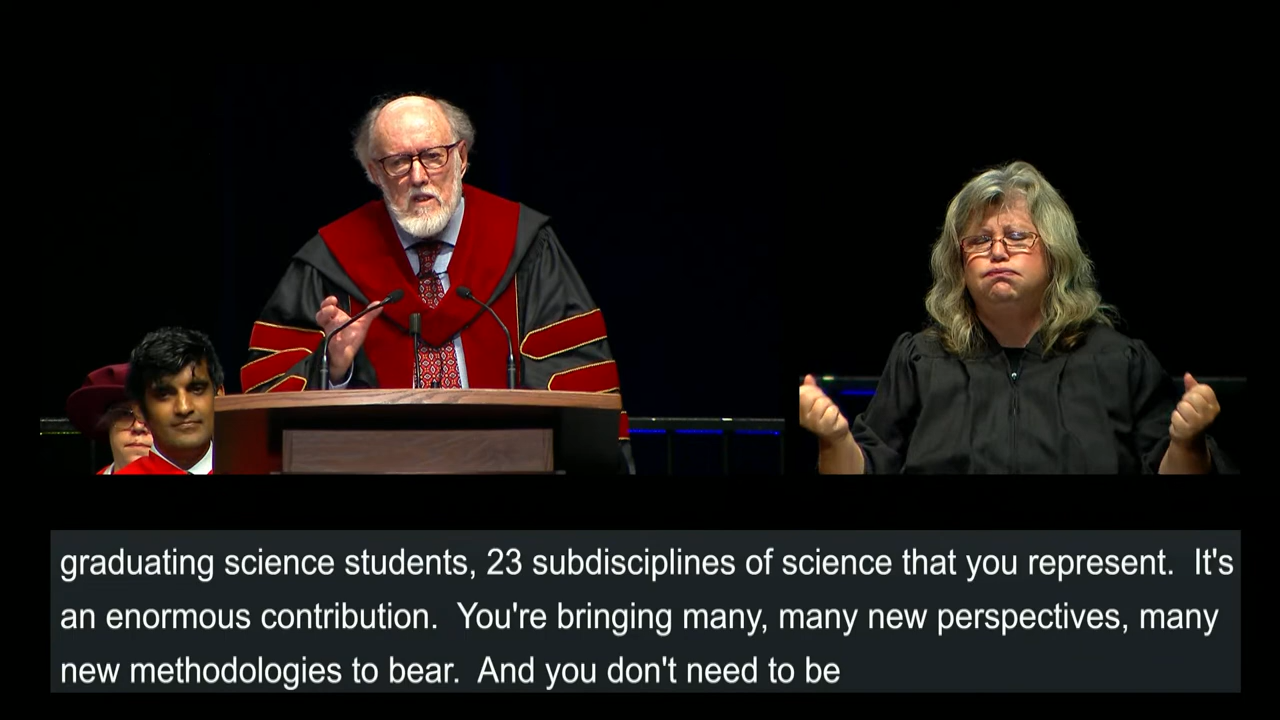 graduating science students, 23 subdisciplines of science that you represent.  It's
an enormous contribution.  You're bringing many, many new perspectives, many
new methodologies to bear.  And you don't need to be